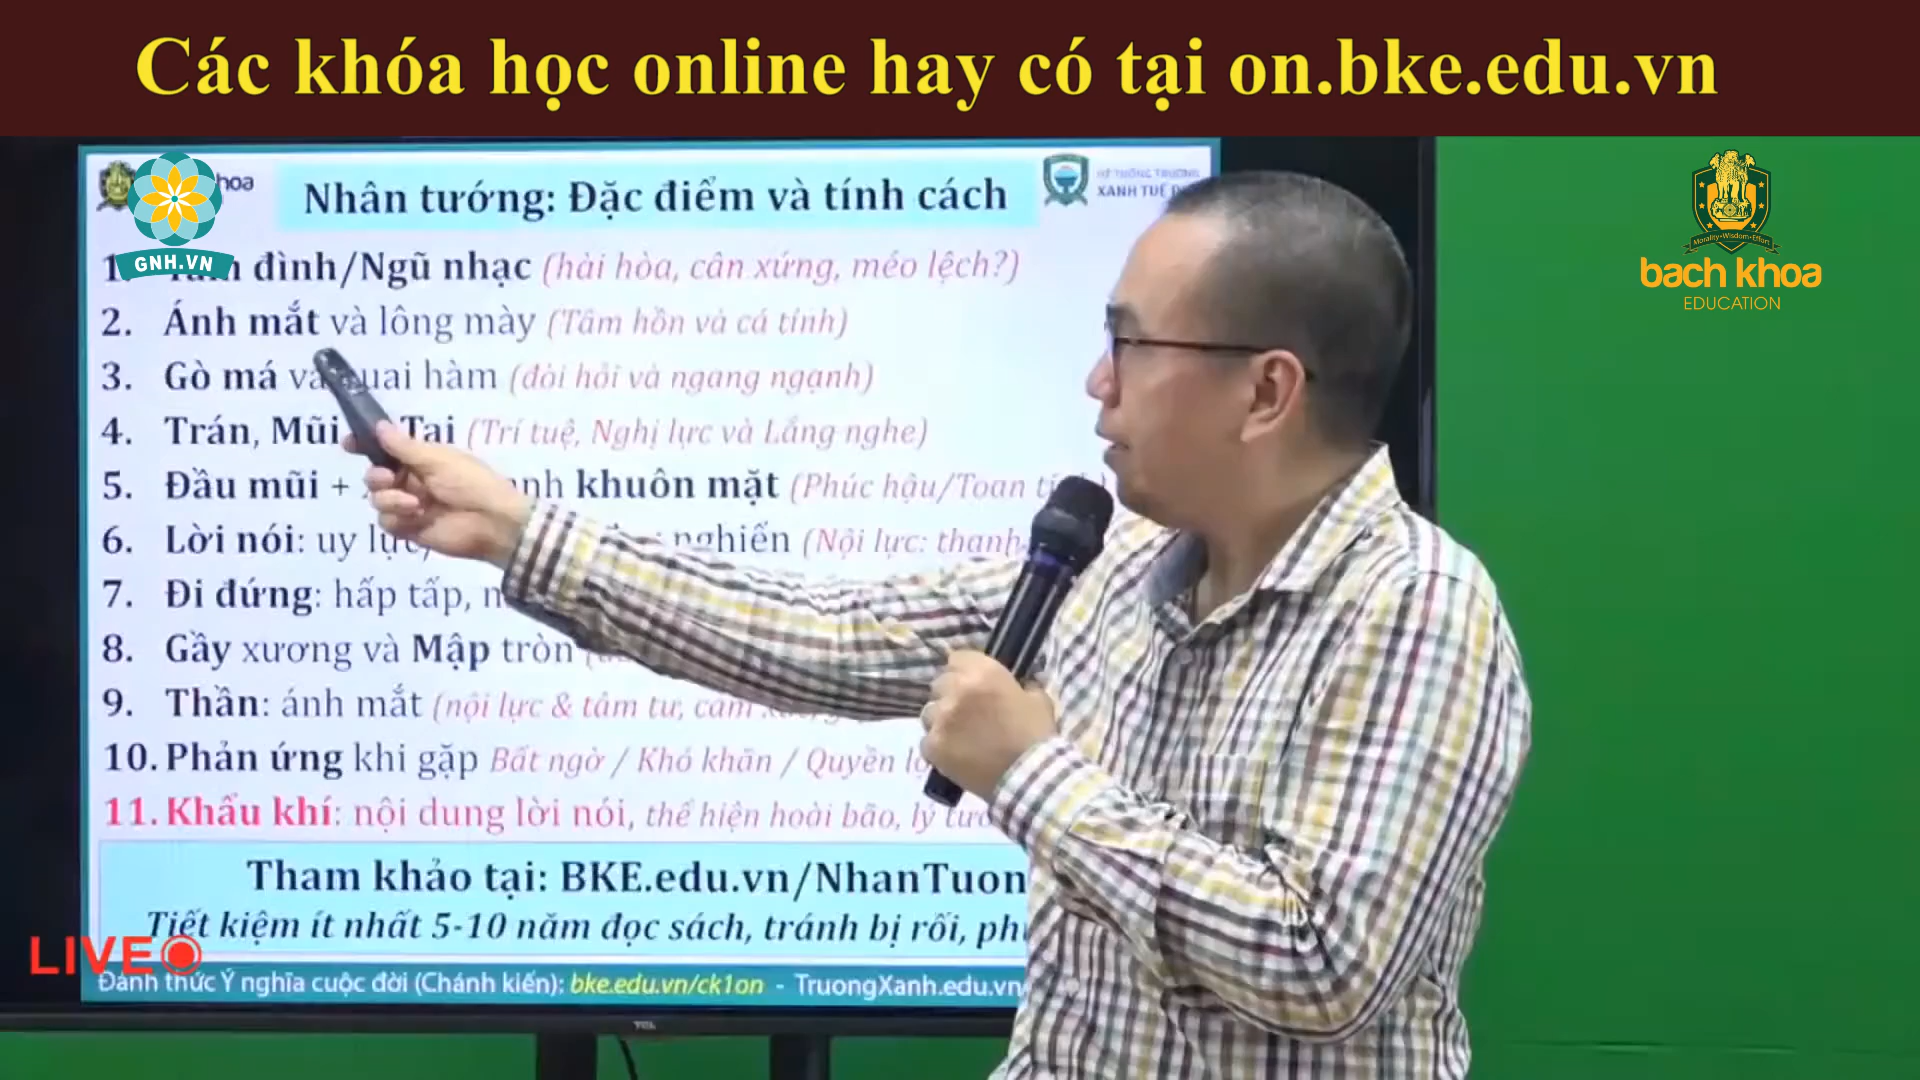 Các khóa học online hay có tại on.bke.edu.vn
hoa
Nhân tướng: Đặc điểm và tính cách
XANH TUỆ
GNH.VN
1. đình/Ngũ nhạc (hài hòa, cân xứng, méo lệch?)
2. Ánh mắt và lông mày (Tâm hồn và cá tính)
3. Gò má và quai hàm (đòi hỏi và ngang ngạnh)
4. Trán, Mũi Tai (Trí tuệ, Nghị lực và Lắng nghe)
5. Đầu mũi + khuôn mặt (Phúc hậu/Toan
6. Lời nói: uy lực, nghiến (Nội lực: thanh
7. Đi đứng: hấp tấp,
8. Gầy xương và Mập tròn
9. Thần: ánh mắt (nội lực & tâm tư,
10. Phản ứng khi gặp Bất ngờ / Khó khăn / Quyền
11. Khẩu khí: nội dung lời nói, thể hiện hoài bão, lý
Tham khảo tại: BKE.edu.vn/NhanTuon
Tiết kiệm ít nhất 5-10 năm đọc sách, tránh bị rối,
LIVE
Đánh thức Ý nghĩa cuộc đời (Chánh kiến): bke.edu.vn/ck1on - TruongXanh.edu.vn
TCL
Morality•Wisdom•Effort
bach khoa
EDUCATION